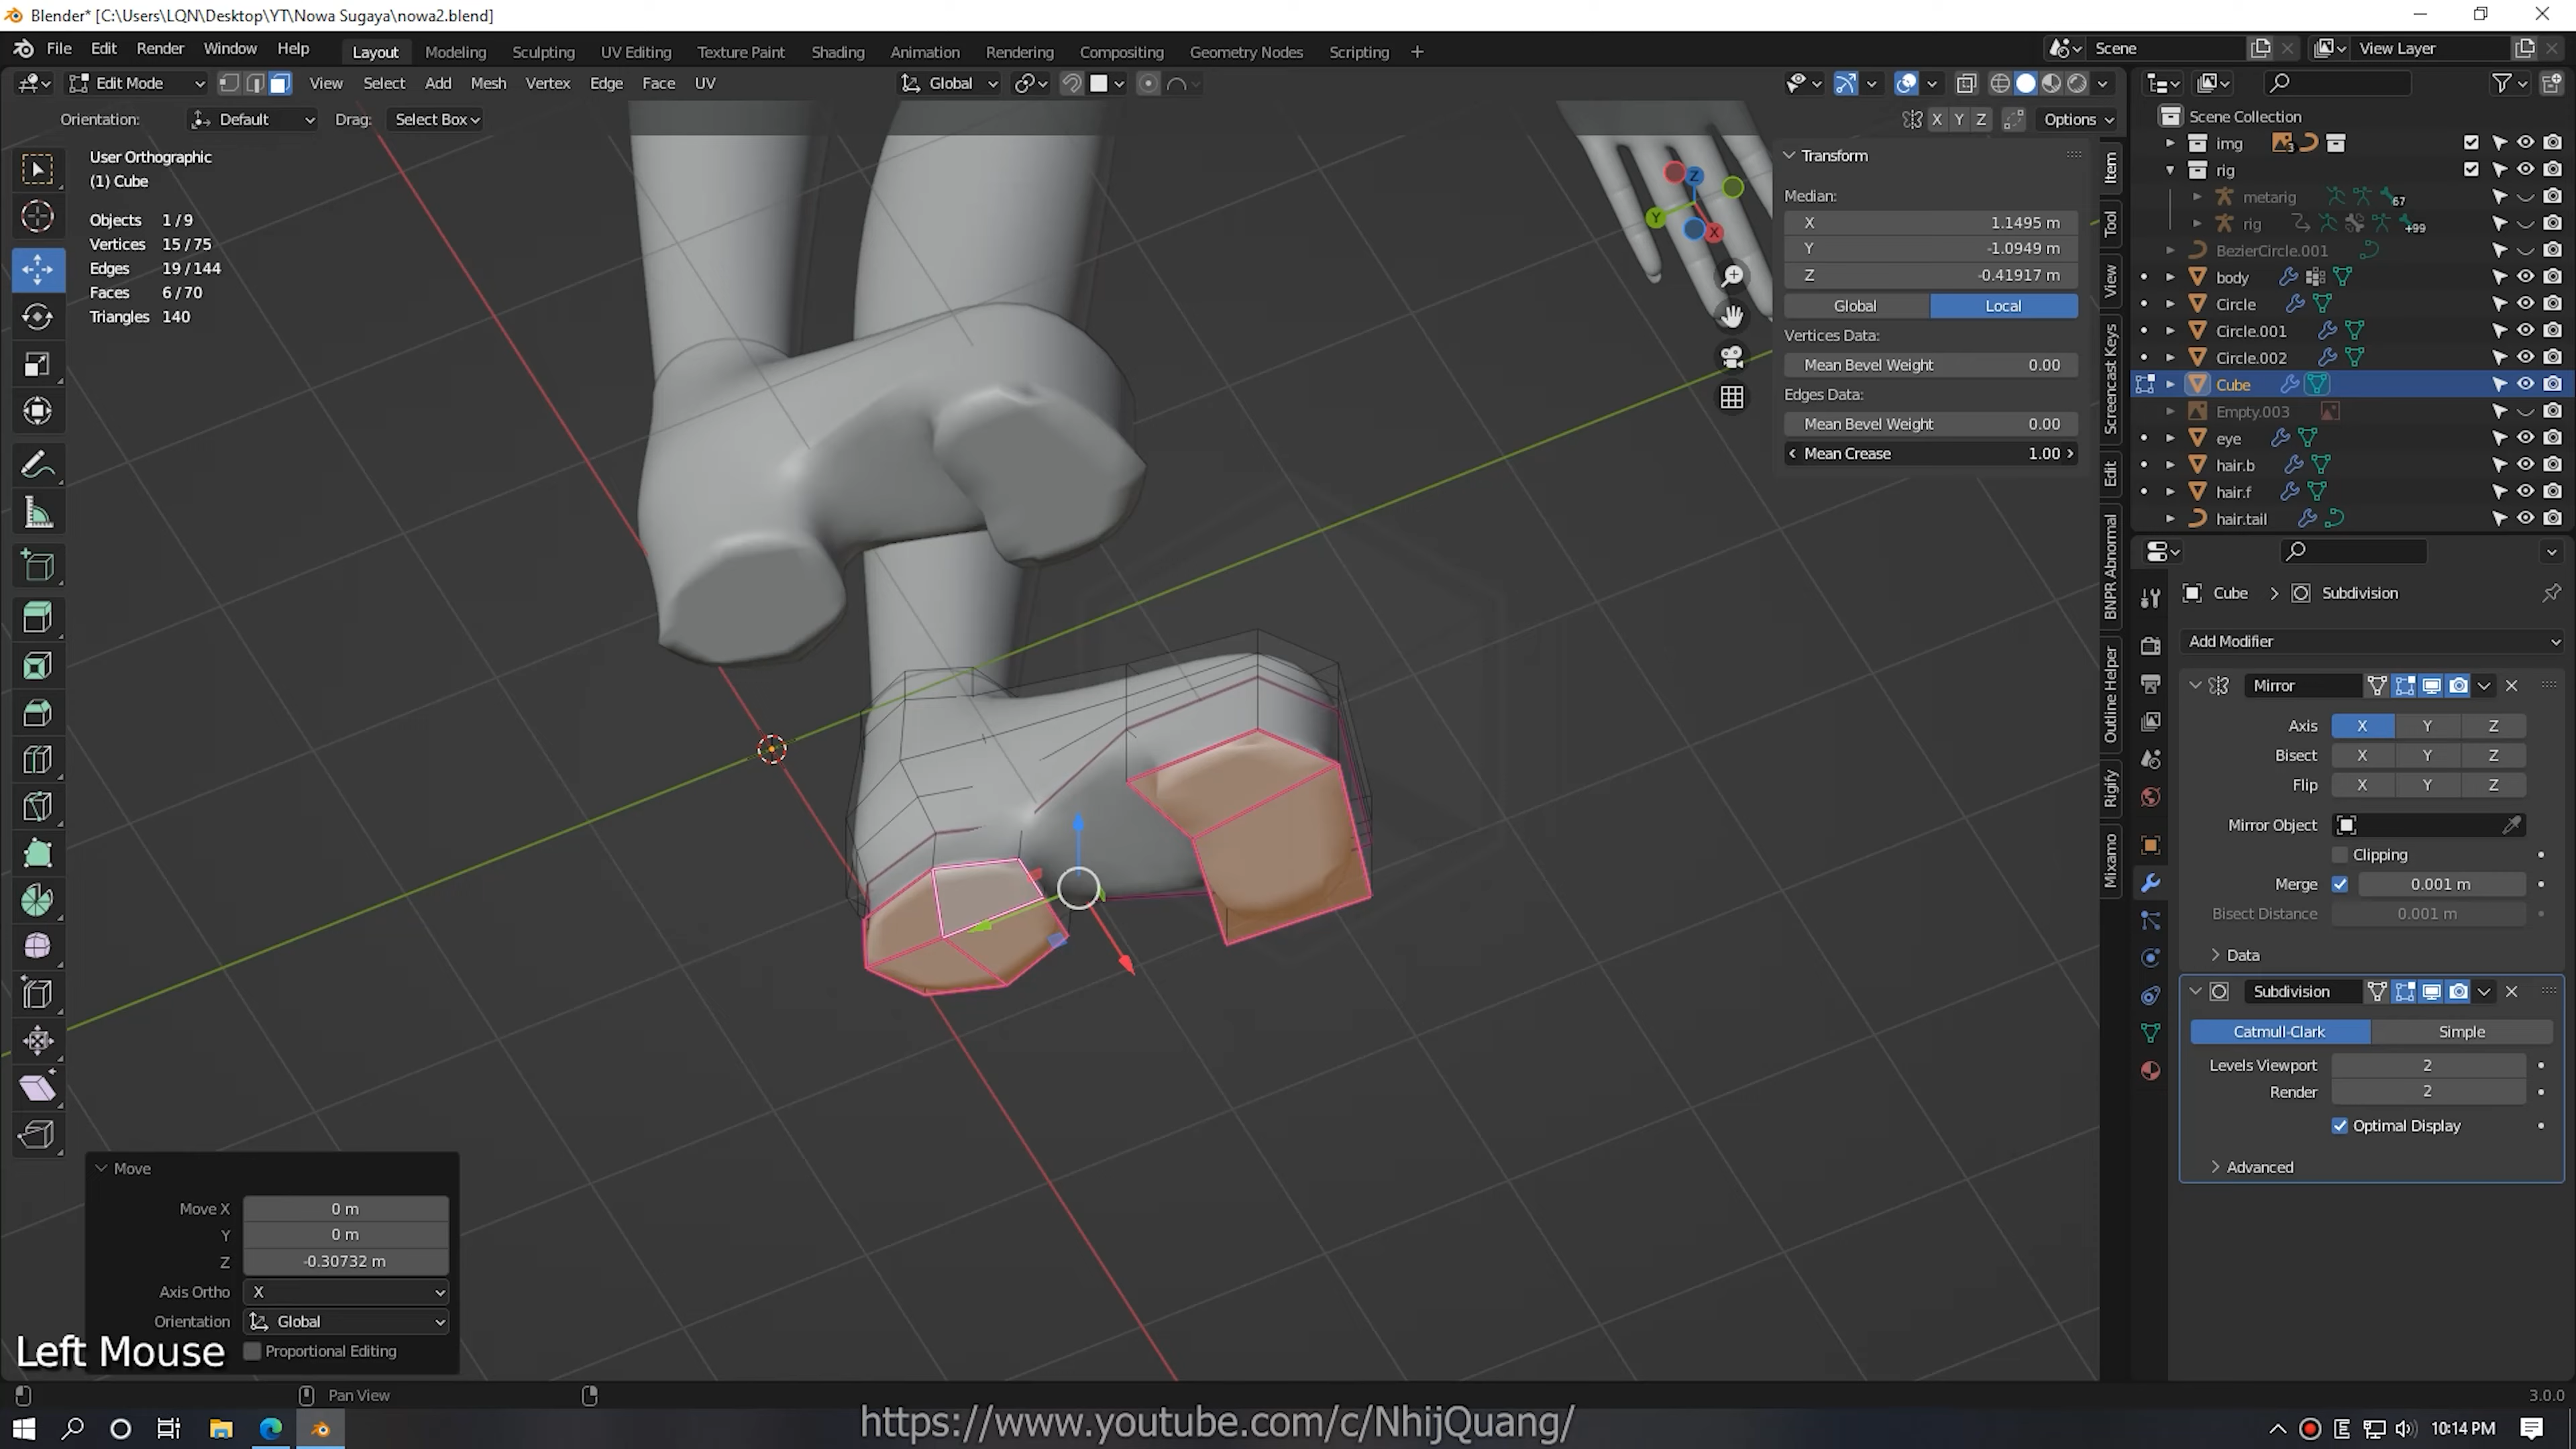 Blender* [C:\Users\LQN\Desktop\YT\Nowa Sugaya\nowa2.blend]
File Edit Render Window Help Layout Modeling Sculpting UV Editing Texture Paint Shading Animation Rendering Compositing Geometry Nodes Scripting + Scene View Layer
Edit Mode View Select Add Mesh Vertex Edge Face UV Global
Orientation: Default Drag: Select Box X Y Z Options
User Orthographic
(1) Cube
Objects 1/9
Vertices 15/75
Edges 19/144
Faces 6/70
Triangles 140
Z
Y
X
Transform
Median:
X 1.1495 m
Y -1.0949 m
Z -0.41917 m
Global Local
Vertices Data:
Mean Bevel Weight 0.00
Edges Data:
Mean Bevel Weight 0.00
Mean Crease 1.00
Item
Tool
View
Screencast Keys
Edit
BNPR Abnormal
Outline Helper
Rigify
Mixamo
Scene Collection
img 3
rig
metarig 67
rig +99
BezierCircle.001
body
Circle
Circle.001
Circle.002
Cube
Empty.003
eye
hair.b
hair.f
hair.tail
Cube > Subdivision
Add Modifier
Mirror
Axis X Y Z
Bisect X Y Z
Flip X Y Z
Mirror Object
Clipping
Merge 0.001 m
Bisect Distance 0.001 m
Data
Subdivision
Catmull-Clark Simple
Levels Viewport 2
Render 2
Optimal Display
Advanced
Move
Move X 0 m
Y 0 m
Z -0.30732 m
Axis Ortho X
Orientation Global
Proportional Editing
Left Mouse
Pan View
3.0.0
https://www.youtube.com/c/NhijQuang/
E 10:14 PM